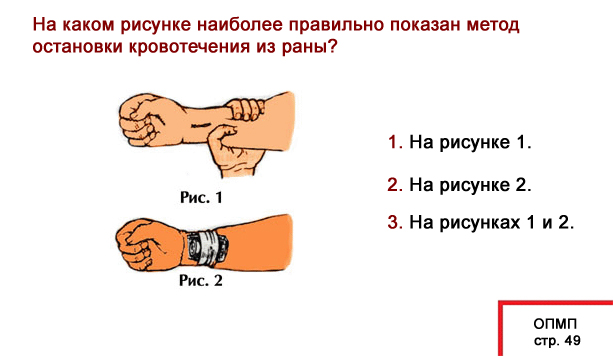 На каком рисунке наиболее правильно показан метод
остановки кровотечения из раны?
1. На рисунке 1.
2. На рисунке 2.
3. На рисунках 1 и 2.
Рис. 1
Рис. 2
ОПМП
стр. 49